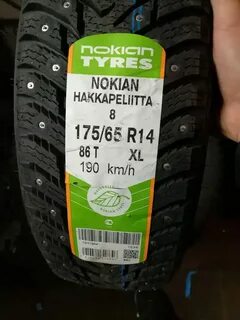 nokian
TYRES
NOKIAN
HAKKAPELIITTA
8
175/65 R14
86 T XL
190 km/h